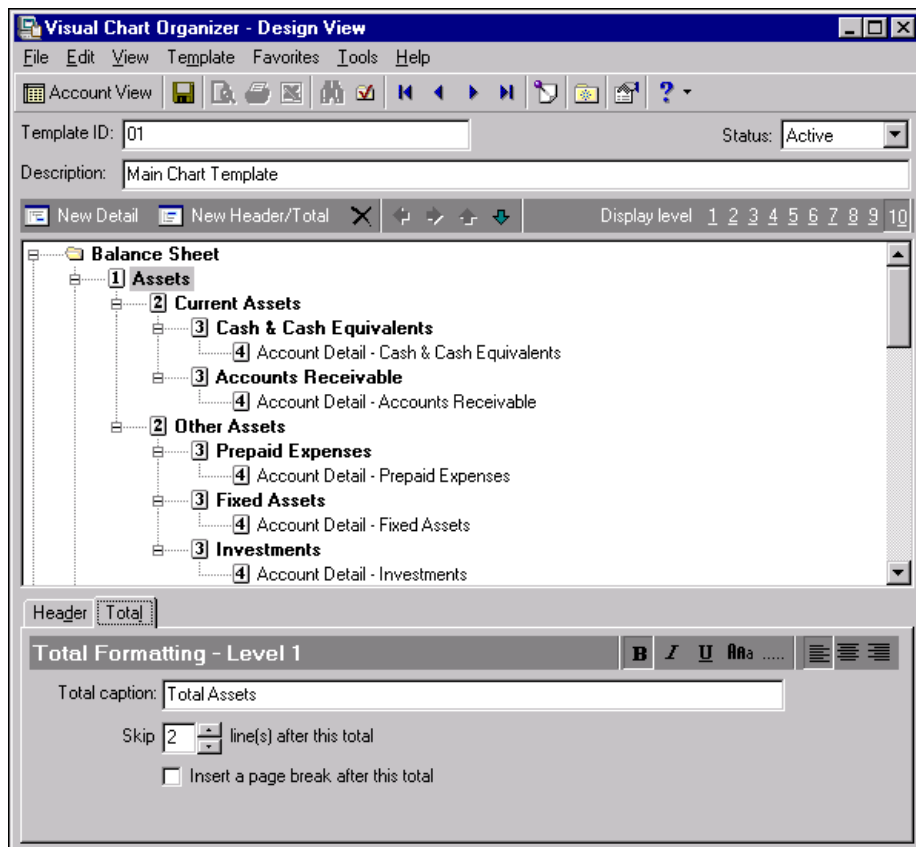 Visual Chart Organizer - Design View
File Edit View Template Favorites Tools Help
Account View ?
Template ID: 01 Status: Active
Description: Main Chart Template
New Detail New Header/Total Display level 1 2 3 4 5 6 7 8 9 10
Balance Sheet
1 Assets
2 Current Assets
3 Cash & Cash Equivalents
4 Account Detail - Cash & Cash Equivalents
3 Accounts Receivable
4 Account Detail - Accounts Receivable
2 Other Assets
3 Prepaid Expenses
4 Account Detail - Prepaid Expenses
3 Fixed Assets
4 Account Detail - Fixed Assets
3 Investments
4 Account Detail - Investments
Header Total
Total Formatting - Level 1 B I U AAa .....
Total caption: Total Assets
Skip 2 line(s) after this total
Insert a page break after this total